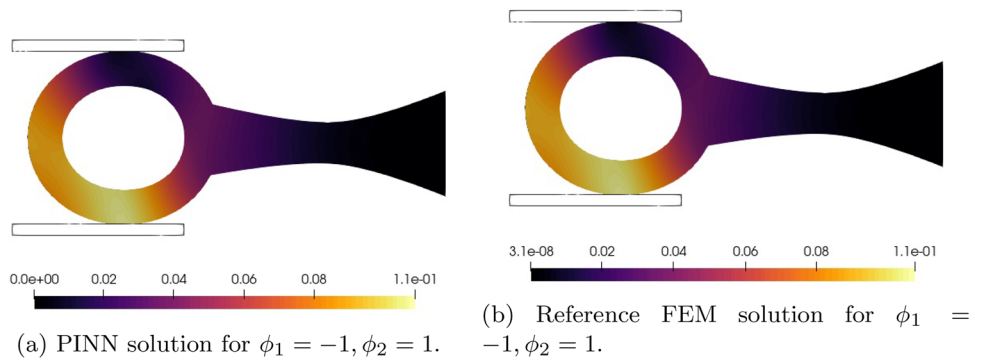 0.0e+00 0.02 0.04 0.06 0.08 1.1e-01
(a) PINN solution for ϕ₁ = −1, ϕ₂ = 1.
3.1e-08 0.02 0.04 0.06 0.08 1.1e-01
(b) Reference FEM solution for ϕ₁ =
−1, ϕ₂ = 1.